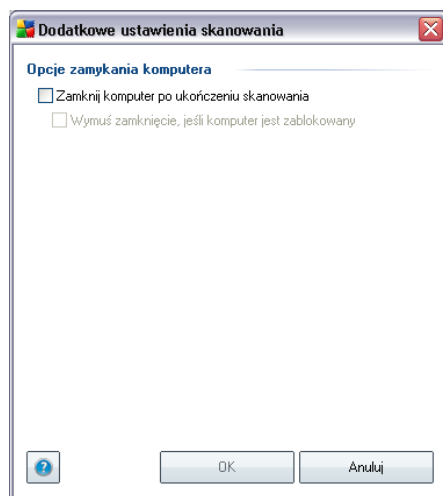 Dodatkowe ustawienia skanowania
Opcje zamykania komputera
Zamknij komputer po ukończeniu skanowania
Wymuś zamknięcie, jeśli komputer jest zablokowany
OK
Anuluj